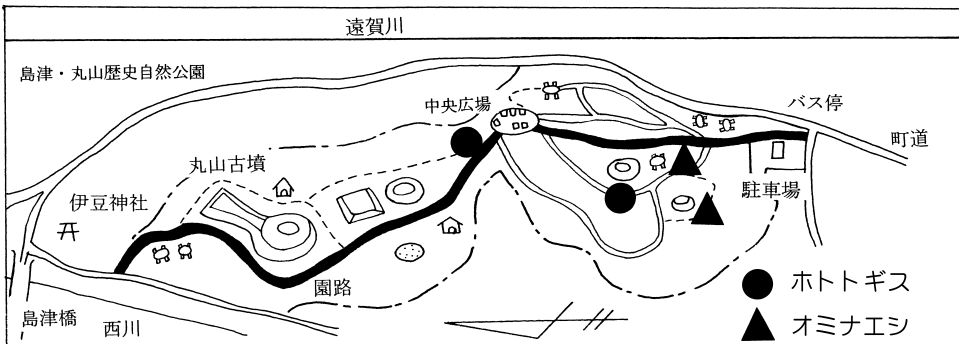 遠賀川
島津・丸山歴史自然公園
中央広場
バス停
町道
丸山古墳
駐車場
伊豆神社
園路
島津橋
西川
ホトトギス
オミナエシ